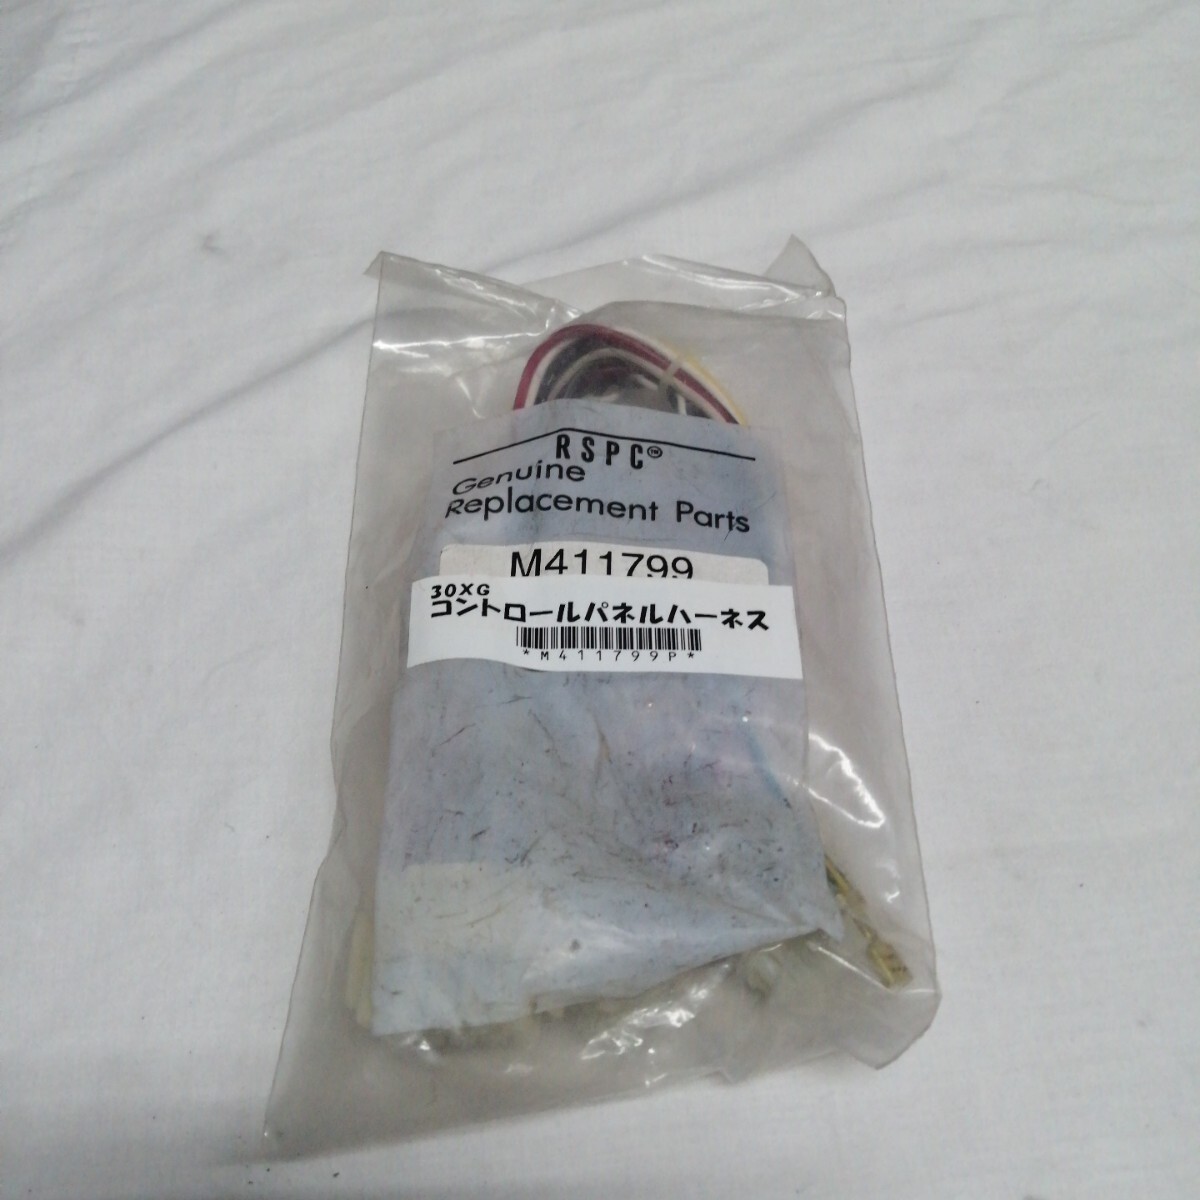 RSPC
Genuine
Replacement Parts
M411799
30XG
コントロールパネルハーネス
*M411799P*